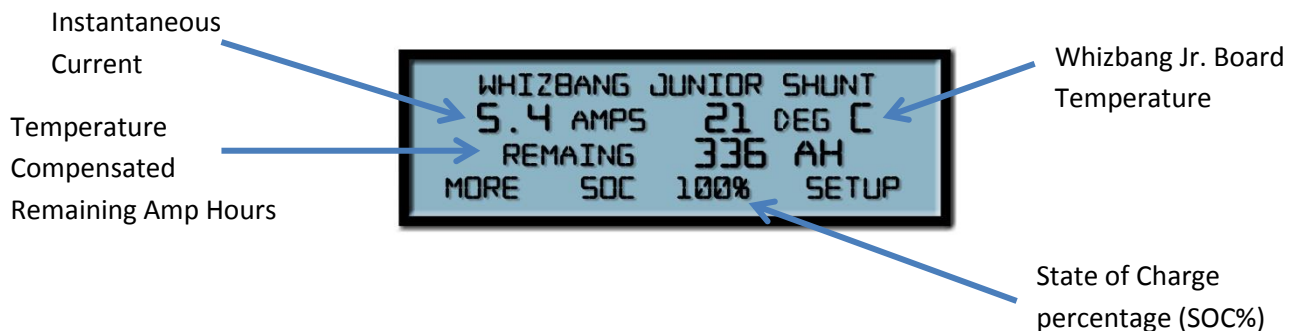 Instantaneous
Current
WHIZBANG JUNIOR SHUNT
5.4 AMPS 21 DEG C
REMAING 336 AH
MORE SOC 100% SETUP
Whizbang Jr. Board
Temperature
Temperature
Compensated
Remaining Amp Hours
State of Charge
percentage (SOC%)